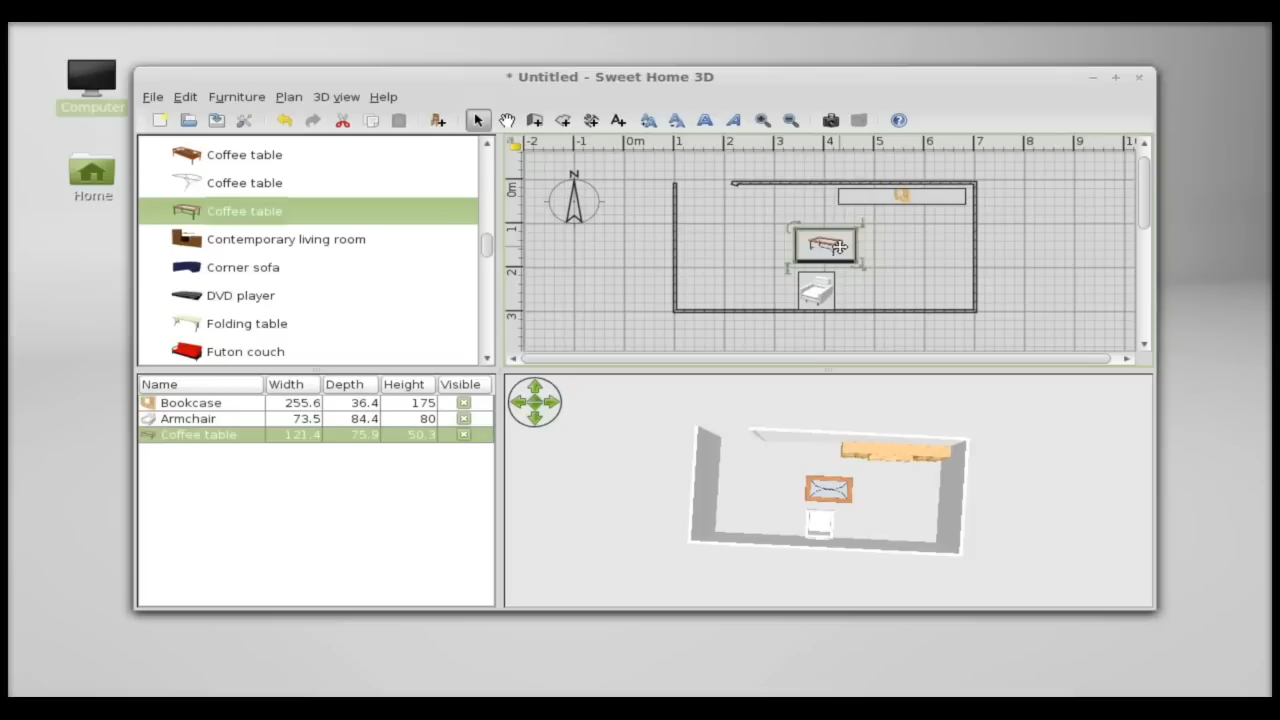 * Untitled - Sweet Home 3D
Computer
File Edit Furniture Plan 3D view Help
-2 -1 0m 1 2 3 4 5 6 7 8 9
Coffee table
Coffee table
Home
Coffee table
Contemporary living room
Corner sofa
DVD player
Folding table
Futon couch
N
0m
1
2
3
Name Width Depth Height Visible
Bookcase 255.6 36.4 175
Armchair 73.5 84.4 80
Coffee table 121.4 75.9 50.3